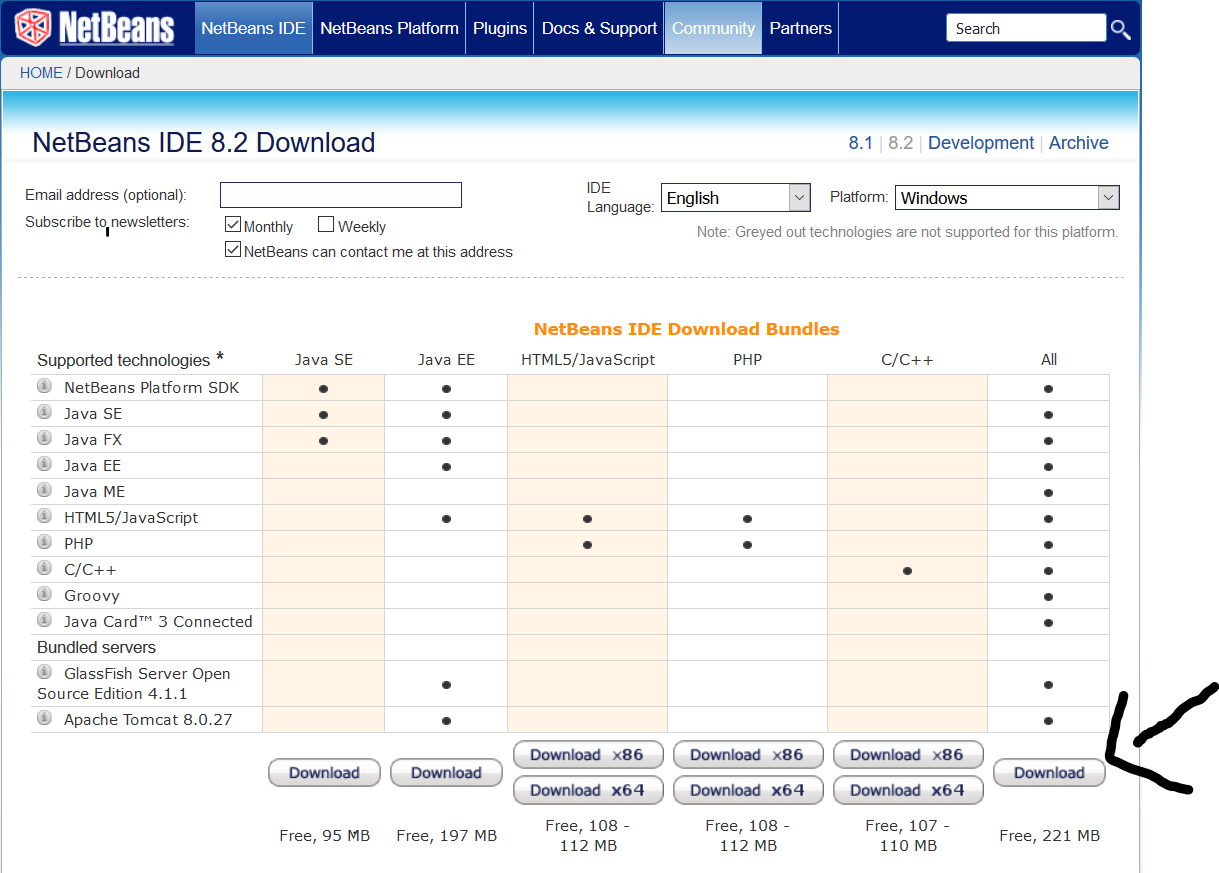 NetBeans NetBeans IDE NetBeans Platform Plugins Docs & Support Community Partners Search
HOME / Download
NetBeans IDE 8.2 Download 8.1 | 8.2 | Development | Archive
Email address (optional): IDE Language: English Platform: Windows
Subscribe to newsletters: Monthly Weekly
Note: Greyed out technologies are not supported for this platform.
NetBeans can contact me at this address
NetBeans IDE Download Bundles
Supported technologies * Java SE Java EE HTML5/JavaScript PHP C/C++ All
NetBeans Platform SDK
Java SE
Java FX
Java EE
Java ME
HTML5/JavaScript
PHP
C/C++
Groovy
Java Card™ 3 Connected
Bundled servers
GlassFish Server Open
Source Edition 4.1.1
Apache Tomcat 8.0.27
Download x86 Download x86 Download x86
Download Download Download
Download x64 Download x64 Download x64
Free, 95 MB Free, 197 MB Free, 108 - 112 MB Free, 108 - 112 MB Free, 107 - 110 MB Free, 221 MB